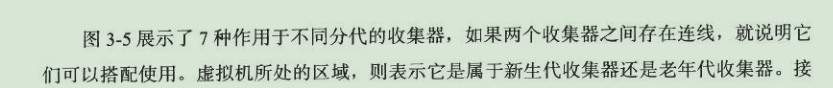 图 3-5 展示了 7 种作用于不同分代的收集器，如果两个收集器之间存在连线，就说明它
们可以搭配使用。虚拟机所处的区域，则表示它是属于新生代收集器还是老年代收集器。接